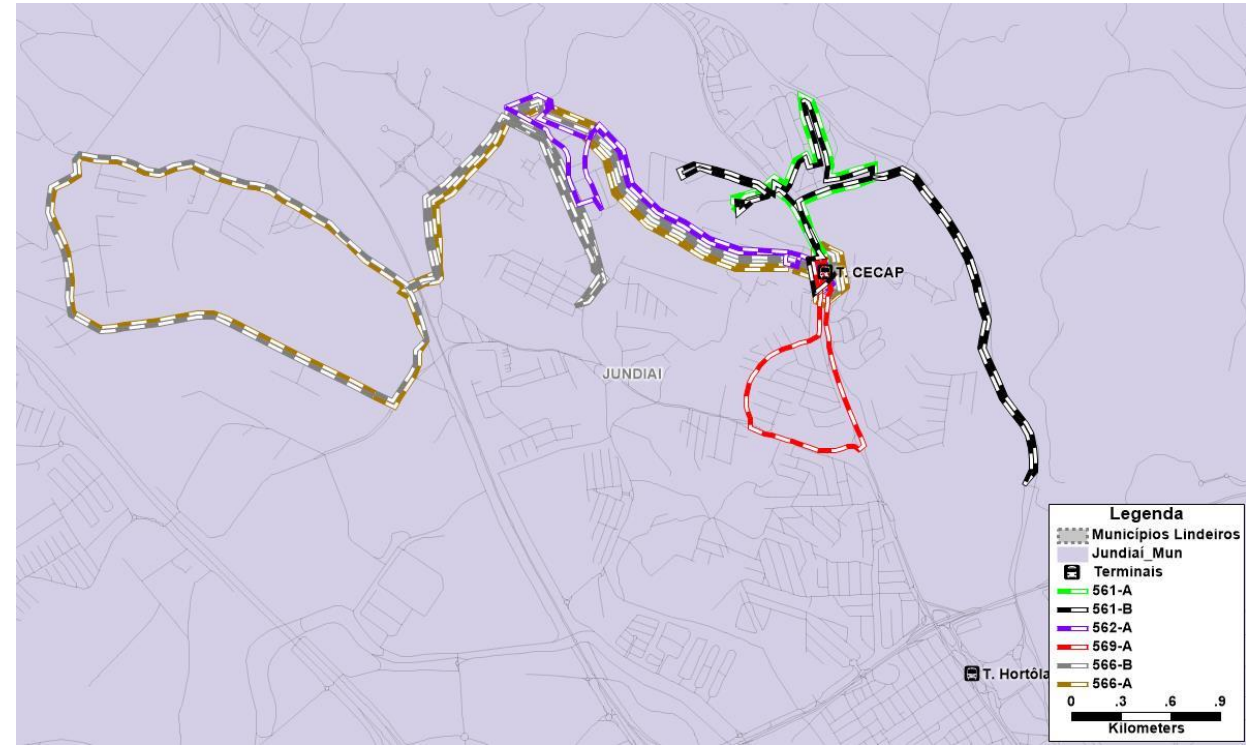 T. CECAP
JUNDIAI
T. Hortôla
Legenda
Municípios Lindeiros
Jundiaí_Mun
Terminais
561-A
561-B
562-A
569-A
566-B
566-A
0 .3 .6 .9
Kilometers